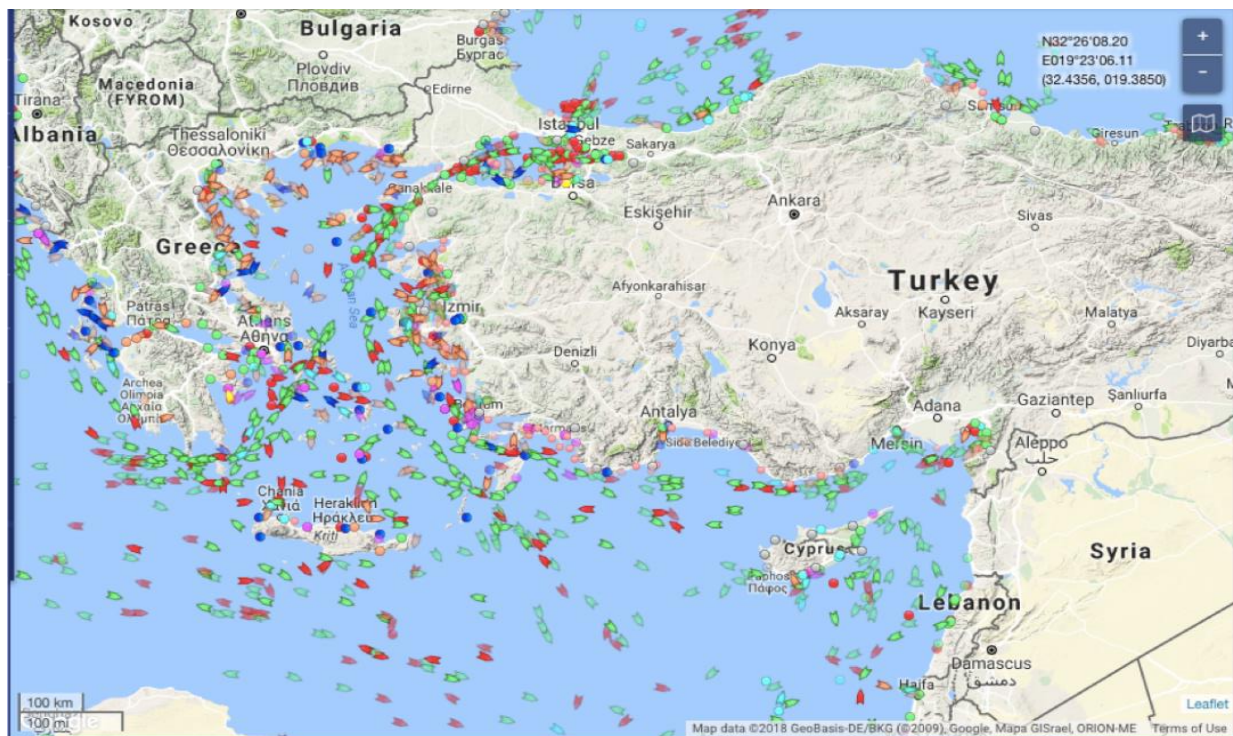 Kosovo
Bulgaria
Burgas
Бургас
Plovdiv
Пловдив
Macedonia
(FYROM)
Edirne
Tirana
Albania
Thessaloniki
Θεσσαλονίκη
Istanbul
Gebze
Sakarya
Bursa
Samsun
Giresun
N32°26'08.20
E019°23'06.11
(32.4356, 019.3850)
+
−
Eskişehir
Ankara
Sivas
Greece
Aegean Sea
Izmir
Afyonkarahisar
Turkey
Kayseri
Aksaray
Malatya
Patras
Πάτρα
Athens
Αθήνα
Denizli
Konya
Archea
Olimpia
Αρχαία
Ολυμπία
Antalya
Side Belediye
Adana
Mersin
Gaziantep
Şanlıurfa
Aleppo
حلب
Chania
Χανιά
Heraklion
Ηράκλειο
Kriti
Cyprus
Paphos
Πάφος
Syria
Lebanon
Damascus
دمشق
Haifa
100 km
100 mi
Google
Leaflet
Map data ©2018 GeoBasis-DE/BKG (©2009), Google, Mapa GISrael, ORION-ME
Terms of Use